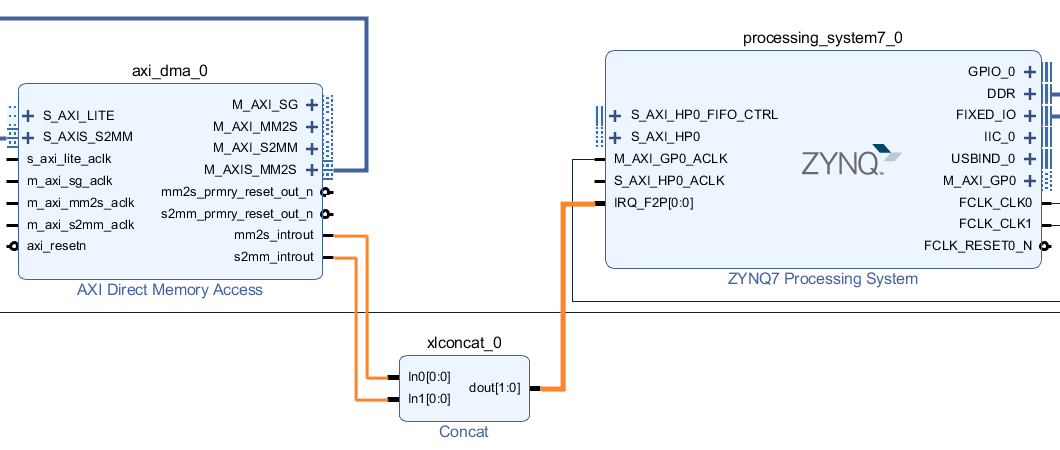 axi_dma_0
S_AXI_LITE
S_AXIS_S2MM
s_axi_lite_aclk
m_axi_sg_aclk
m_axi_mm2s_aclk
m_axi_s2mm_aclk
axi_resetn
M_AXI_SG
M_AXI_MM2S
M_AXI_S2MM
M_AXIS_MM2S
mm2s_prmry_reset_out_n
s2mm_prmry_reset_out_n
mm2s_introut
s2mm_introut
AXI Direct Memory Access
xlconcat_0
In0[0:0]
In1[0:0]
dout[1:0]
Concat
processing_system7_0
S_AXI_HP0_FIFO_CTRL
S_AXI_HP0
M_AXI_GP0_ACLK
S_AXI_HP0_ACLK
IRQ_F2P[0:0]
ZYNQ
GPIO_0
DDR
FIXED_IO
IIC_0
USBIND_0
M_AXI_GP0
FCLK_CLK0
FCLK_CLK1
FCLK_RESET0_N
ZYNQ7 Processing System